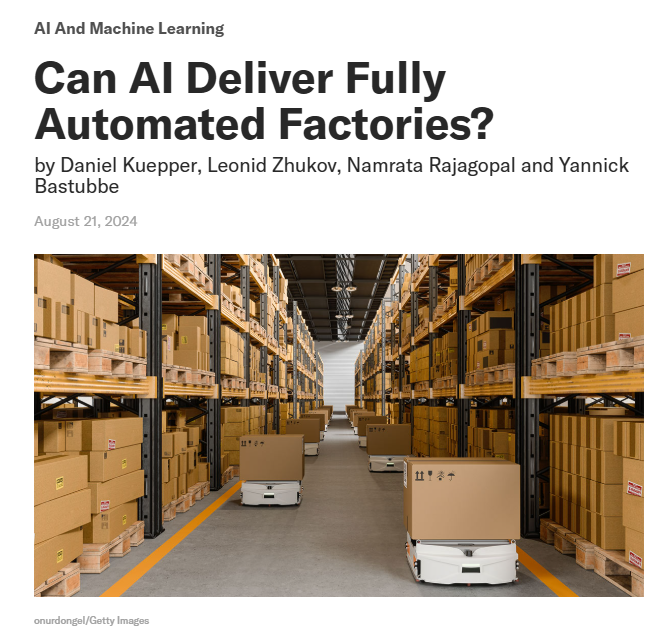 AI And Machine Learning
Can AI Deliver Fully
Automated Factories?
by Daniel Kuepper, Leonid Zhukov, Namrata Rajagopal and Yannick
Bastubbe
August 21, 2024
onurdongel/Getty Images